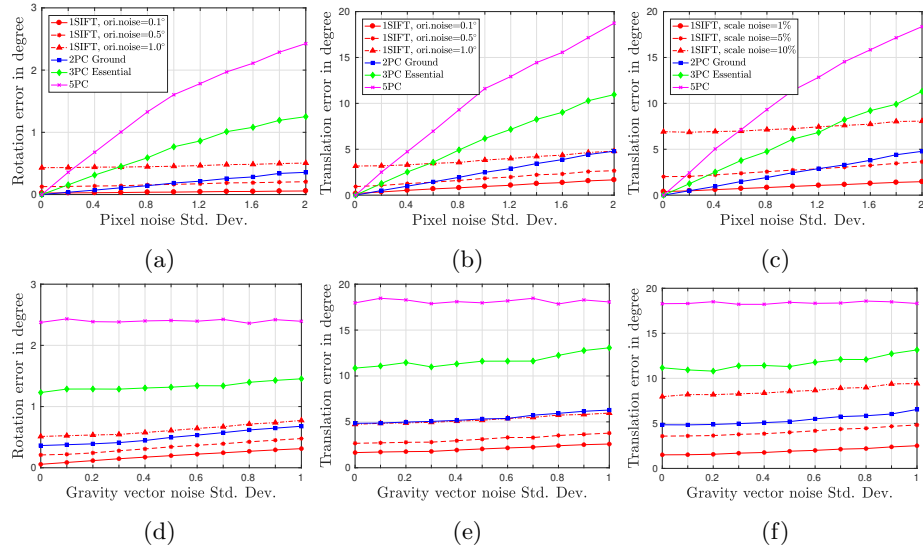 Rotation error in degree
3
2
1
0
1SIFT, ori.noise=0.1°
1SIFT, ori.noise=0.5°
1SIFT, ori.noise=1.0°
2PC Ground
3PC Essential
5PC
0 0.4 0.8 1.2 1.6 2
Pixel noise Std. Dev.
(a)
Translation error in degree
20
15
10
5
0
1SIFT, ori.noise=0.1°
1SIFT, ori.noise=0.5°
1SIFT, ori.noise=1.0°
2PC Ground
3PC Essential
5PC
0 0.4 0.8 1.2 1.6 2
Pixel noise Std. Dev.
(b)
Translation error in degree
20
15
10
5
0
1SIFT, scale noise=1%
1SIFT, scale noise=5%
1SIFT, scale noise=10%
2PC Ground
3PC Essential
5PC
0 0.4 0.8 1.2 1.6 2
Pixel noise Std. Dev.
(c)
Rotation error in degree
3
2
1
0
0 0.2 0.4 0.6 0.8 1
Gravity vector noise Std. Dev.
(d)
Translation error in degree
20
15
10
5
0
0 0.2 0.4 0.6 0.8 1
Gravity vector noise Std. Dev.
(e)
Translation error in degree
20
15
10
5
0
0 0.2 0.4 0.6 0.8 1
Gravity vector noise Std. Dev.
(f)